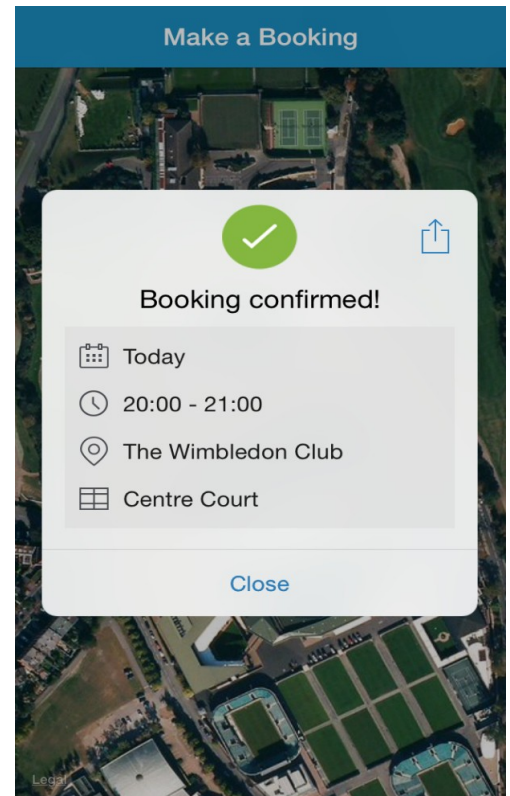 Make a Booking
Booking confirmed!
Today
20:00 - 21:00
The Wimbledon Club
Centre Court
Close
Legal